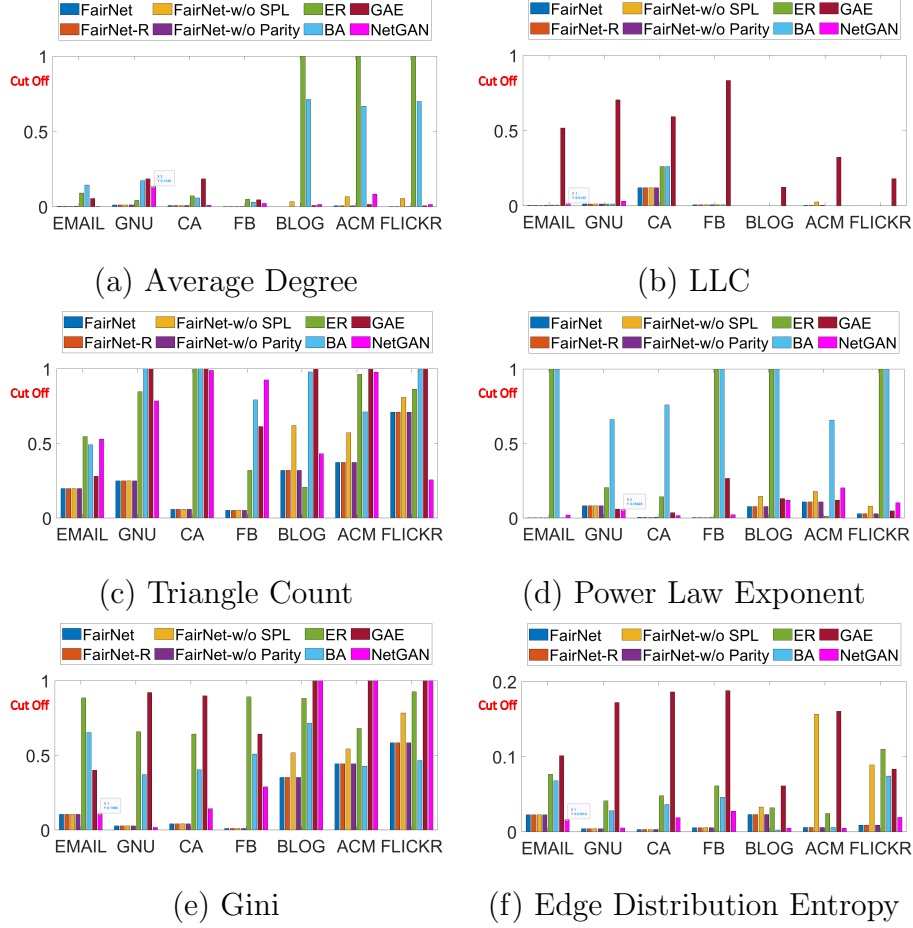 FairNet FairNet-w/o SPL ER GAE
FairNet-R FairNet-w/o Parity BA NetGAN
1
Cut Off
0.5
0
EMAIL GNU CA FB BLOG ACM FLICKR
(a) Average Degree
FairNet FairNet-w/o SPL ER GAE
FairNet-R FairNet-w/o Parity BA NetGAN
1
Cut Off
0.5
0
EMAIL GNU CA FB BLOG ACM FLICKR
(b) LLC
FairNet FairNet-w/o SPL ER GAE
FairNet-R FairNet-w/o Parity BA NetGAN
1
Cut Off
0.5
0
EMAIL GNU CA FB BLOG ACM FLICKR
(c) Triangle Count
FairNet FairNet-w/o SPL ER GAE
FairNet-R FairNet-w/o Parity BA NetGAN
1
Cut Off
0.5
0
EMAIL GNU CA FB BLOG ACM FLICKR
(d) Power Law Exponent
FairNet FairNet-w/o SPL ER GAE
FairNet-R FairNet-w/o Parity BA NetGAN
1
Cut Off
0.5
0
EMAIL GNU CA FB BLOG ACM FLICKR
(e) Gini
FairNet FairNet-w/o SPL ER GAE
FairNet-R FairNet-w/o Parity BA NetGAN
0.2
Cut Off
0.1
0
EMAIL GNU CA FB BLOG ACM FLICKR
(f) Edge Distribution Entropy